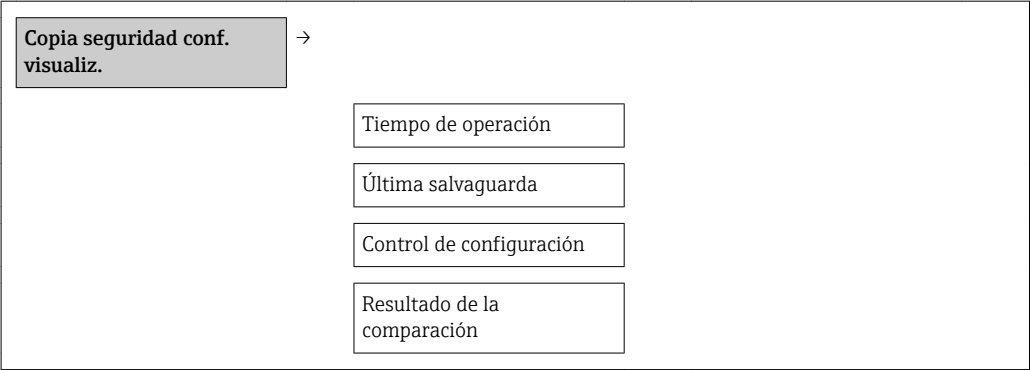 Copia seguridad conf. →
visualiz.
Tiempo de operación
Última salvaguarda
Control de configuración
Resultado de la
comparación